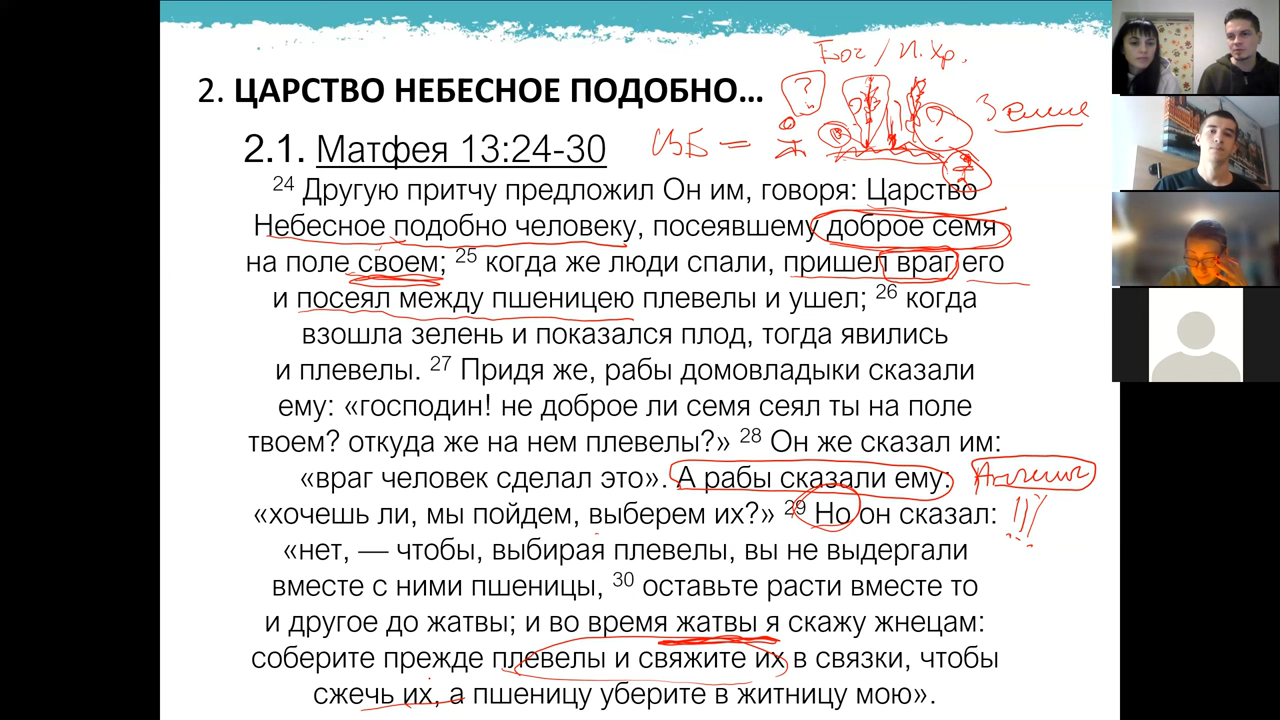 Бог / И. Хр.
2. ЦАРСТВО НЕБЕСНОЕ ПОДОБНО...
?
Земля
2.1. Матфея 13:24-30
ЦБ =
24 Другую притчу предложил Он им, говоря: Царство
Небесное подобно человеку, посеявшему доброе семя
на поле своем; 25 когда же люди спали, пришел враг его
и посеял между пшеницею плевелы и ушел; 26 когда
взошла зелень и показался плод, тогда явились
и плевелы. 27 Придя же, рабы домовладыки сказали
ему: «господин! не доброе ли семя сеял ты на поле
твоем? откуда же на нем плевелы?» 28 Он же сказал им:
«враг человек сделал это». А рабы сказали ему:
«хочешь ли, мы пойдем, выберем их?» 29 Но он сказал: !!!
«нет, — чтобы, выбирая плевелы, вы не выдергали
вместе с ними пшеницы, 30 оставьте расти вместе то
и другое до жатвы; и во время жатвы я скажу жнецам:
соберите прежде плевелы и свяжите их в связки, чтобы
сжечь их, а пшеницу уберите в житницу мою».